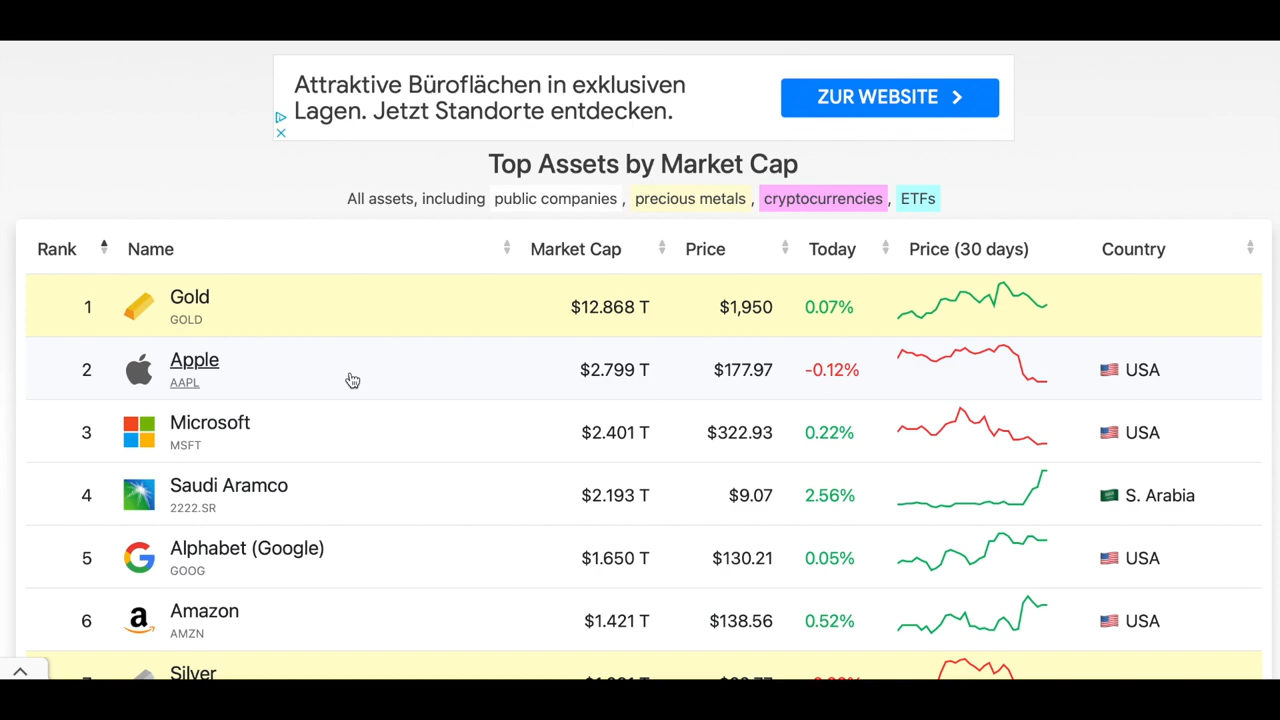 Attraktive Büroflächen in exklusiven
Lagen. Jetzt Standorte entdecken.
ZUR WEBSITE
Top Assets by Market Cap
All assets, including public companies , precious metals , cryptocurrencies , ETFs
Rank Name Market Cap Price Today Price (30 days) Country
1 Gold $12.868 T $1,950 0.07%
GOLD
2 Apple $2.799 T $177.97 -0.12% USA
AAPL
3 Microsoft $2.401 T $322.93 0.22% USA
MSFT
4 Saudi Aramco $2.193 T $9.07 2.56% S. Arabia
2222.SR
5 Alphabet (Google) $1.650 T $130.21 0.05% USA
GOOG
6 Amazon $1.421 T $138.56 0.52% USA
AMZN
Silver